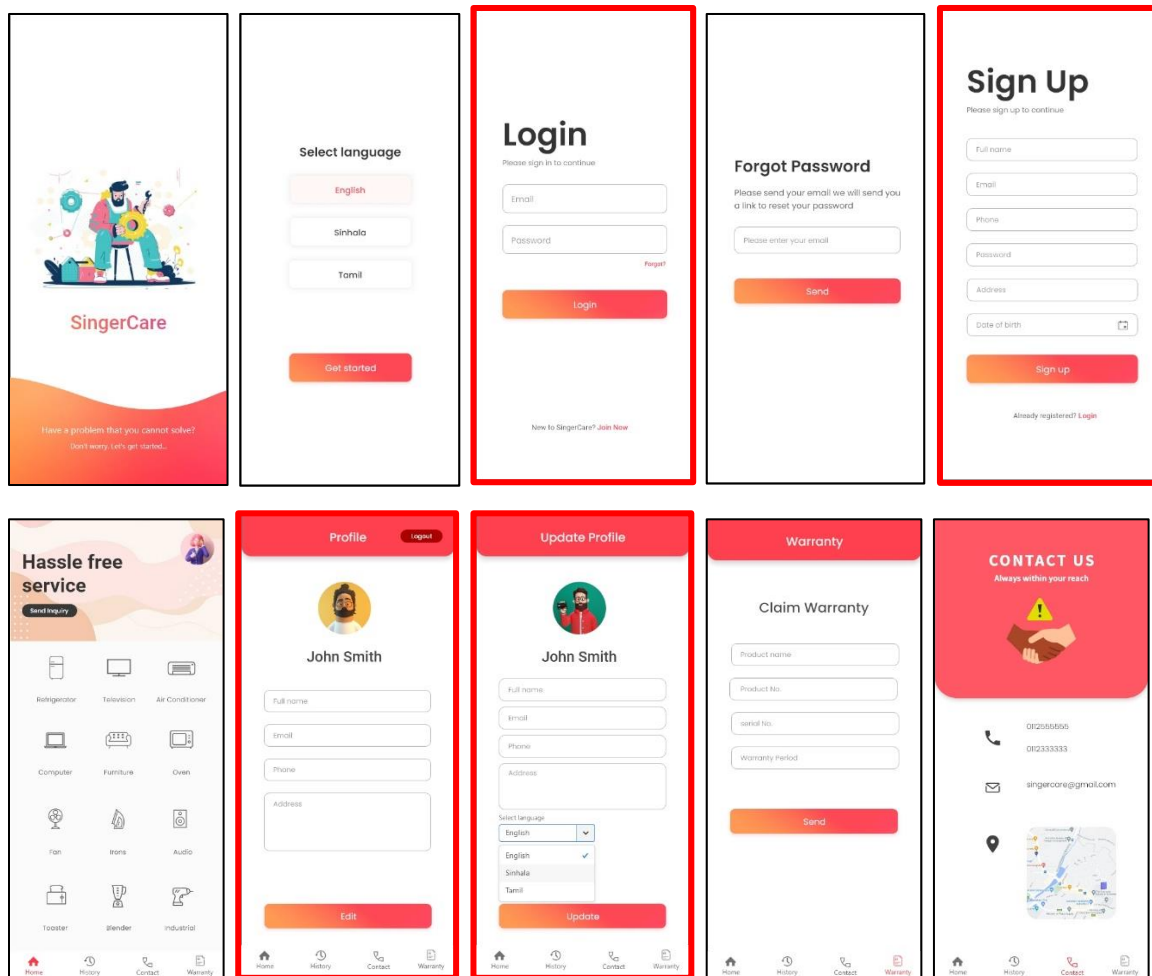 SingerCare
Have a problem that you cannot solve?
Don't worry, Let's get started...
Select language
English
Sinhala
Tamil
Get started
Login
Please sign in to continue
Email
Password
Forgot?
Login
New to SingerCare? Join Now
Forgot Password
Please send your email we will send you
a link to reset your password
Please enter your email
Send
Sign Up
Please sign up to continue
Full name
Email
Phone
Password
Address
Date of birth
Sign up
Already registered? Login
Hassle free
service
Send Inquiry
Refrigerator Television Air Conditioner
Computer Furniture Oven
Fan Irons Audio
Toaster Blender Industrial
Home History Contact Warranty
Profile Logout
John Smith
Full name
Email
Phone
Address
Edit
Home History Contact Warranty
Update Profile
John Smith
Full name
Email
Phone
Address
Select language
English
English
Sinhala
Tamil
Update
Home History Contact Warranty
Warranty
Claim Warranty
Product name
Product No.
serial No.
Warranty Period
Send
Home History Contact Warranty
CONTACT US
Always within your reach
0112555555
0112333333
singercare@gmail.com
Home History Contact Warranty